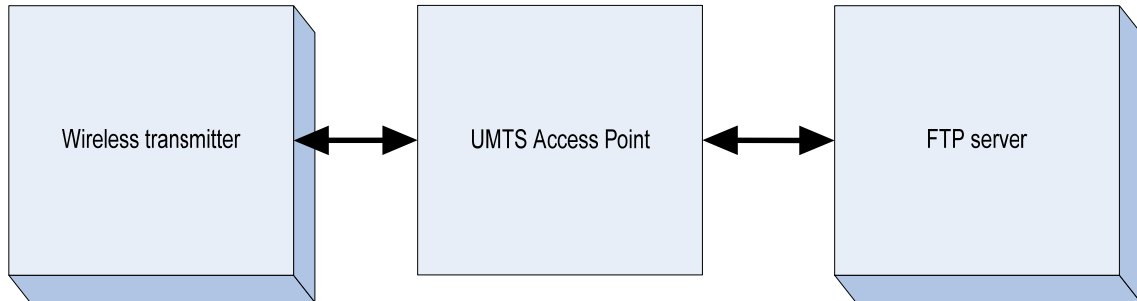 Wireless transmitter
UMTS Access Point
FTP server